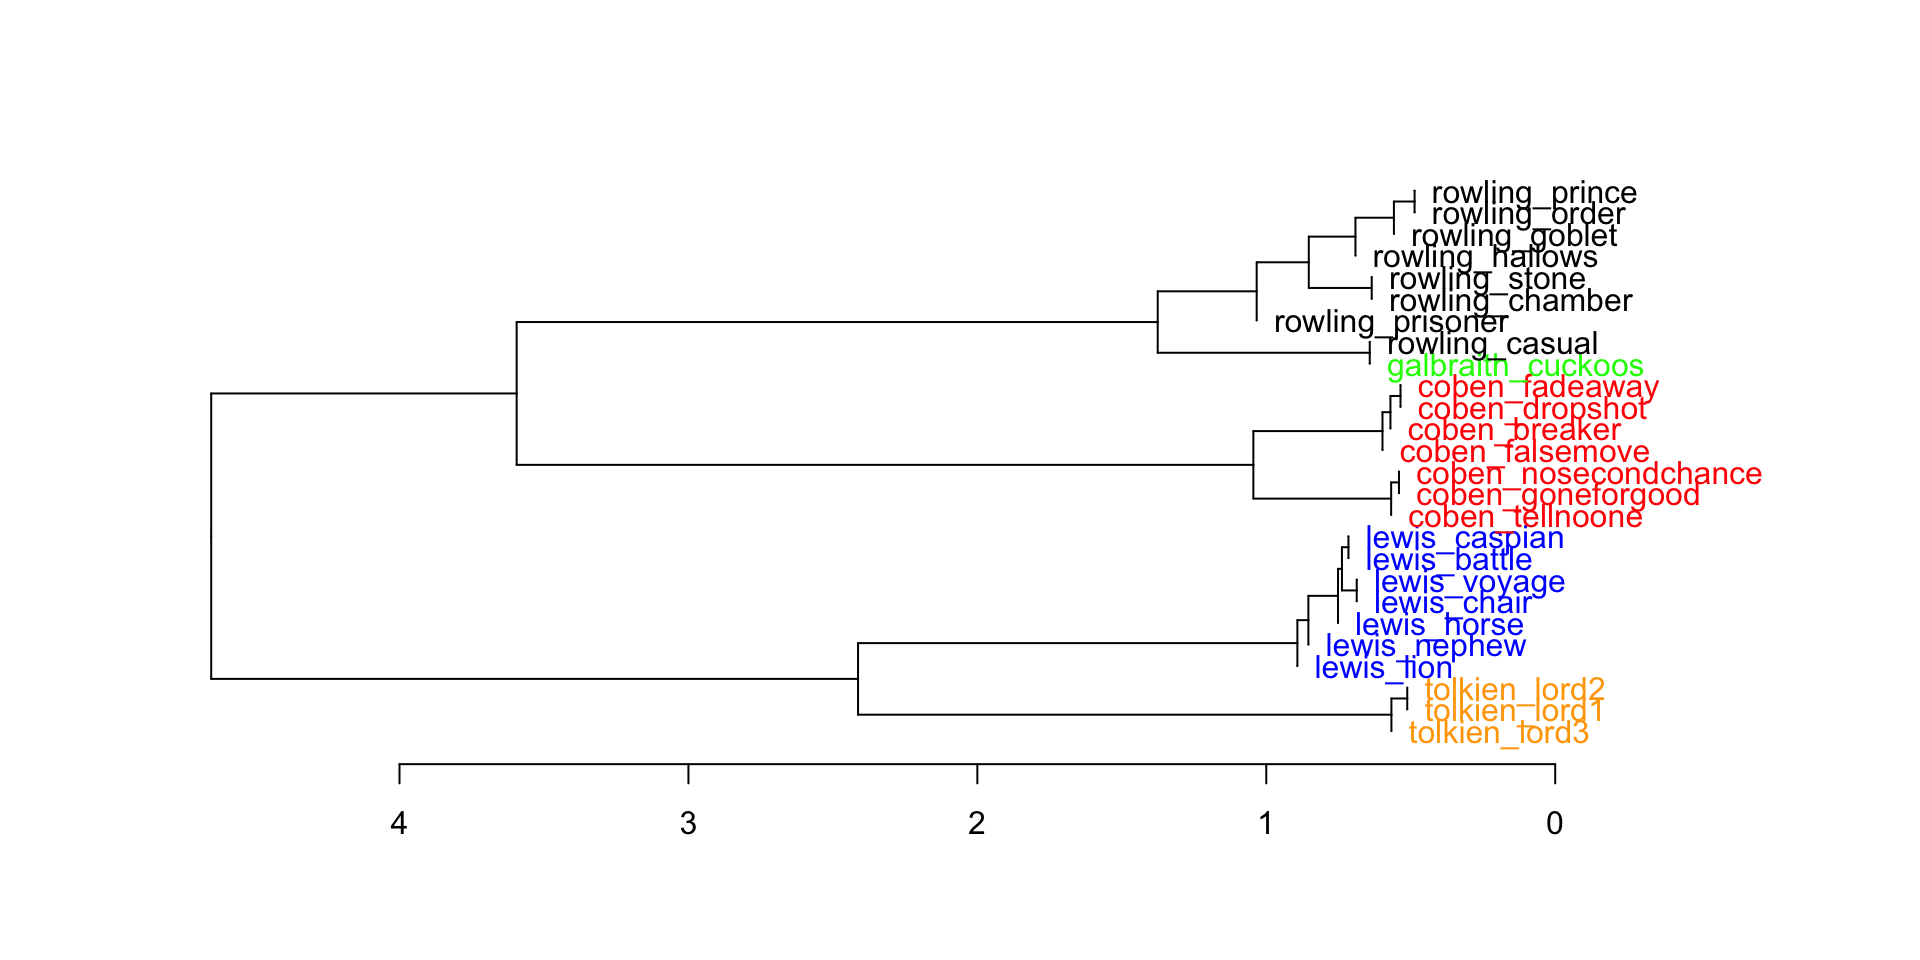 rowling_prince
rowling_order
rowling_goblet
rowling_hallows
rowling_stone
rowling_chamber
rowling_prisoner
rowling_casual
galbraith_cuckoos
coben_fadeaway
coben_dropshot
coben_breaker
coben_falsemove
coben_nosecondchance
coben_goneforgood
coben_tellnoone
lewis_caspian
lewis_battle
lewis_voyage
lewis_chair
lewis_horse
lewis_nephew
lewis_lion
tolkien_lord2
tolkien_lord1
tolkien_lord3
4 3 2 1 0